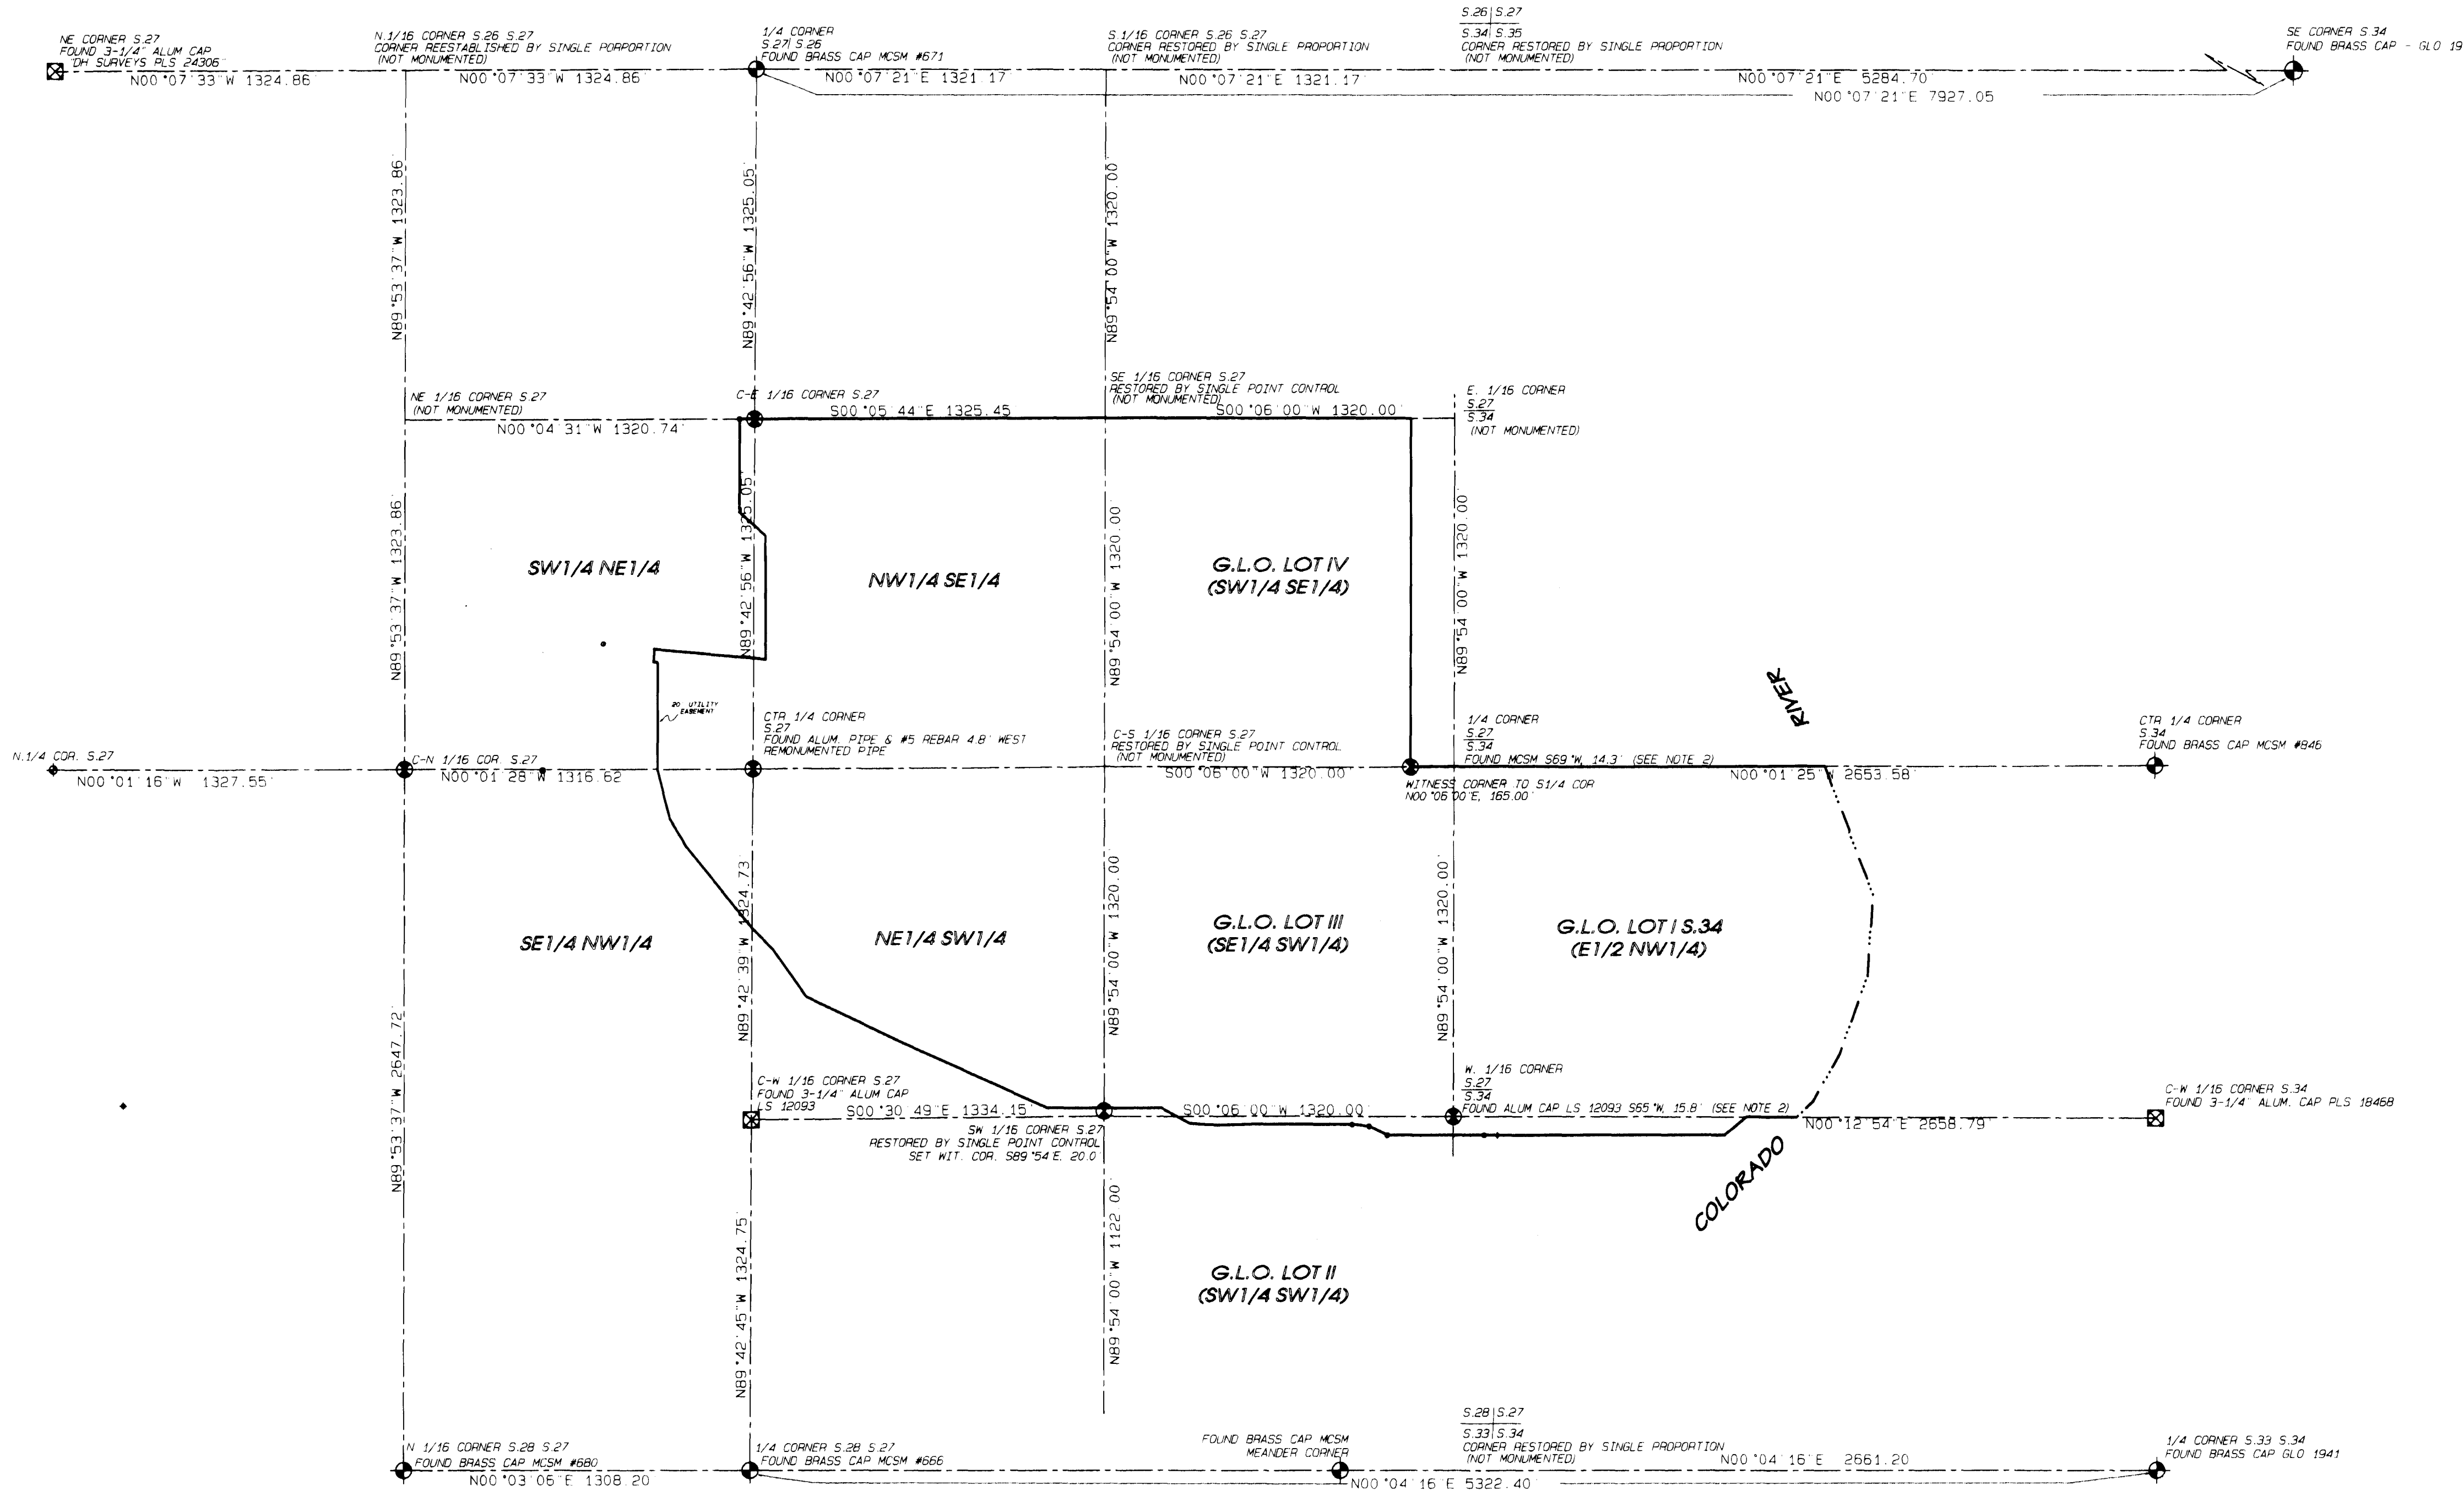 NE CORNER S.27
FOUND 3-1/4" ALUM CAP
"DH SURVEYS PLS 24306"
N00°07'33"W 1324.86'
N.1/16 CORNER S.26 S.27
CORNER REESTABLISHED BY SINGLE PORPORTION
(NOT MONUMENTED)
N00°07'33"W 1324.86'
1/4 CORNER
S.27 S.26
FOUND BRASS CAP MCSM #671
N00°07'21"E 1321.17'
S.1/16 CORNER S.26 S.27
CORNER RESTORED BY SINGLE PROPORTION
(NOT MONUMENTED)
N00°07'21"E 1321.17'
S.26 S.27
S.34 S.35
CORNER RESTORED BY SINGLE PROPORTION
(NOT MONUMENTED)
N00°07'21"E 5284.70'
N00°07'21"E 7927.05
SE CORNER S.34
FOUND BRASS CAP - GLO 19
N89°53'37"W 1323.86'
N89°42'56"W 1325.05'
N89°54'00"W 1320.00'
NE 1/16 CORNER S.27
(NOT MONUMENTED)
N00°04'31"W 1320.74'
C-E 1/16 CORNER S.27
S00°05'44"E 1325.45
SE 1/16 CORNER S.27
RESTORED BY SINGLE POINT CONTROL
(NOT MONUMENTED)
S00°06'00"W 1320.00'
E. 1/16 CORNER
S.27
S.34
(NOT MONUMENTED)
N89°53'37"W 1323.86'
N89°42'56"W 1325.05'
N89°54'00"W 1320.00'
N89°54'00"W 1320.00'
SW1/4 NE1/4
NW1/4 SE1/4
G.L.O. LOT IV
(SW1/4 SE1/4)
20' UTILITY
EASEMENT
RIVER
N.1/4 COR. S.27
N00°01'16"W 1327.55'
C-N 1/16 COR. S.27
N00°01'28"W 1316.62
CTR 1/4 CORNER
S.27
FOUND ALUM. PIPE & #5 REBAR 4.8' WEST
REMONUMENTED PIPE
C-S 1/16 CORNER S.27
RESTORED BY SINGLE POINT CONTROL
(NOT MONUMENTED)
S00°06'00"W 1320.00'
1/4 CORNER
S.27
S.34
FOUND MCSM S69°W, 14.3' (SEE NOTE 2)
WITNESS CORNER TO S1/4 COR
N00°06'00"E, 165.00'
N00°01'25"W 2653.58'
CTR 1/4 CORNER
S.34
FOUND BRASS CAP MCSM #846
N89°42'39"W 1324.73'
N89°54'00"W 1320.00'
N89°54'00"W 1320.00'
SE1/4 NW1/4
NE1/4 SW1/4
G.L.O. LOT III
(SE1/4 SW1/4)
G.L.O. LOT I S.34
(E1/2 NW1/4)
N89°53'37"W 2647.72'
C-W 1/16 CORNER S.27
FOUND 3-1/4" ALUM CAP
LS 12093
S00°30'49"E 1334.15'
SW 1/16 CORNER S.27
RESTORED BY SINGLE POINT CONTROL
SET WIT. COR. S89°54'E, 20.0'
S00°06'00"W 1320.00'
W. 1/16 CORNER
S.27
S.34
FOUND ALUM CAP LS 12093 S65°W, 15.8' (SEE NOTE 2)
N00°12'54"E 2658.79'
C-W 1/16 CORNER S.34
FOUND 3-1/4" ALUM. CAP PLS 18468
COLORADO
N89°42'45"W 1324.75'
N89°54'00"W 1122.00'
G.L.O. LOT II
(SW1/4 SW1/4)
N 1/16 CORNER S.28 S.27
FOUND BRASS CAP MCSM #680
N00°03'06"E 1308.20
1/4 CORNER S.28 S.27
FOUND BRASS CAP MCSM #666
FOUND BRASS CAP MCSM
MEANDER CORNER
N00°04'16"E 5322.40'
S.28 S.27
S.33 S.34
CORNER RESTORED BY SINGLE PROPORTION
(NOT MONUMENTED)
N00°04'16"E 2661.20
1/4 CORNER S.33 S.34
FOUND BRASS CAP GLO 1941